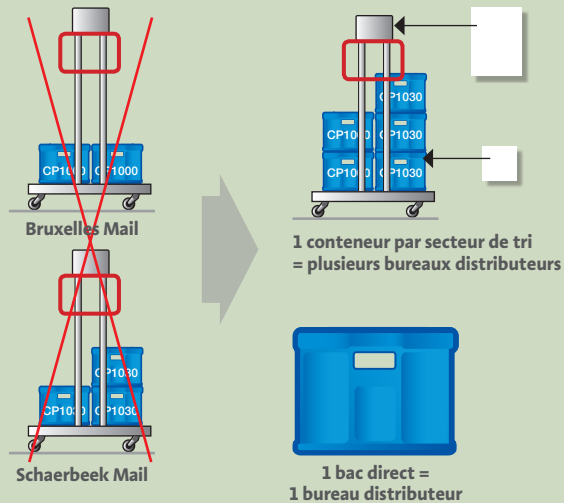 CP1000 CP1000
Bruxelles Mail
CP1030
CP1030 CP1030
Schaerbeek Mail
CP1030
CP1000 CP1030
CP1000 CP1030
1 conteneur par secteur de tri
= plusieurs bureaux distributeurs
1 bac direct =
1 bureau distributeur